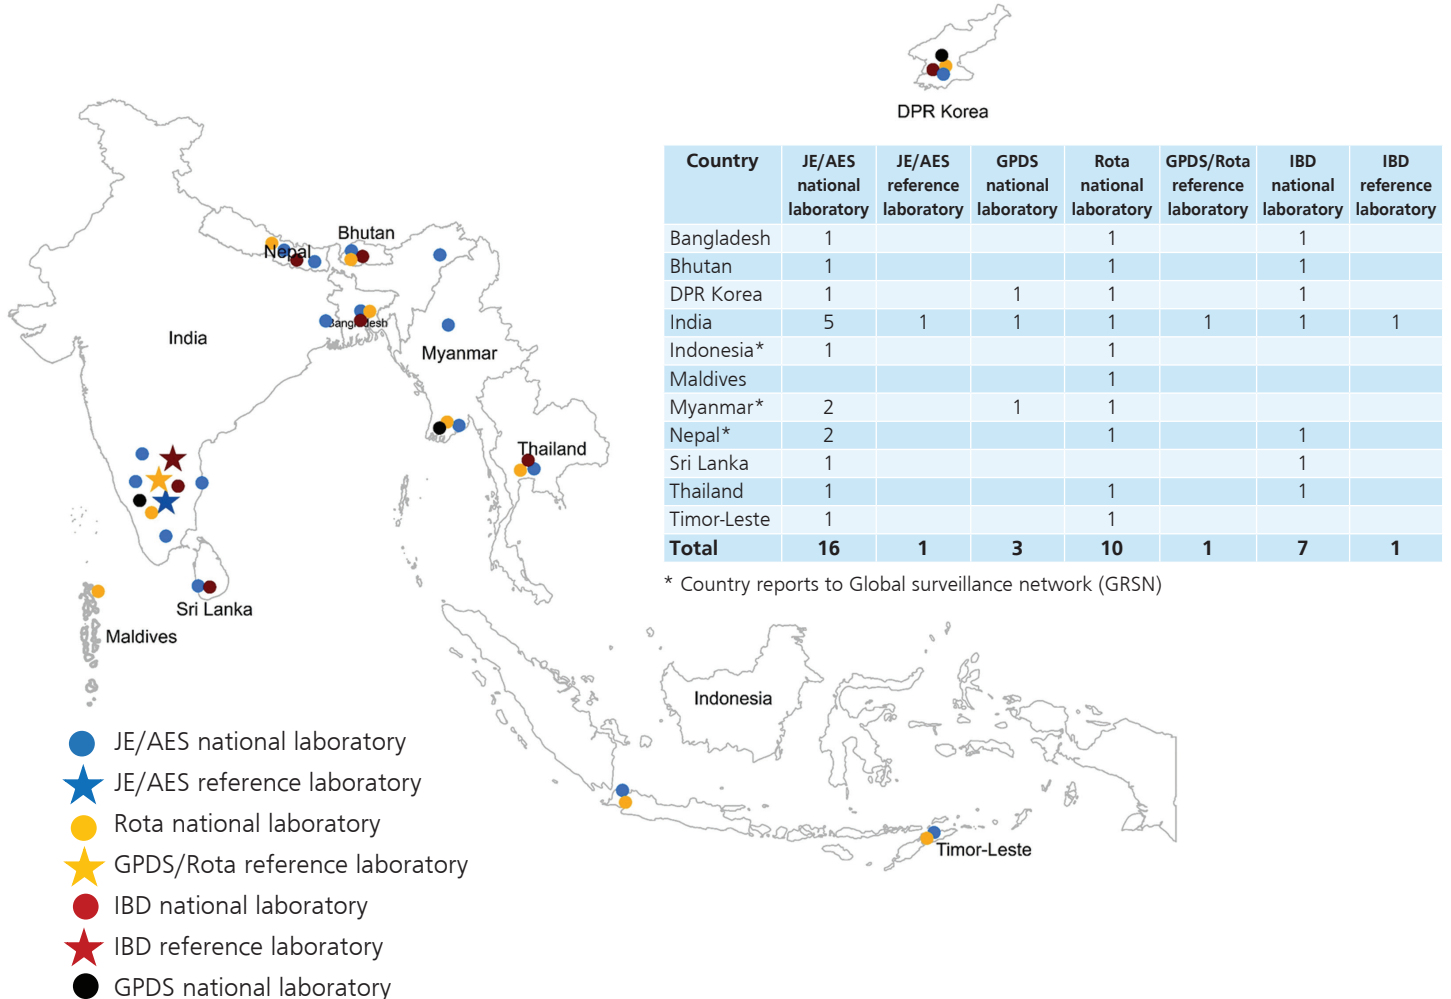 DPR Korea
Bhutan
Nepal
Bangladesh
India
Myanmar
Thailand
Sri Lanka
Maldives
Indonesia
Timor-Leste
Country JE/AES national laboratory JE/AES reference laboratory GPDS national laboratory Rota national laboratory GPDS/Rota reference laboratory IBD national laboratory IBD reference laboratory
Bangladesh 1 1 1
Bhutan 1 1 1
DPR Korea 1 1 1 1
India 5 1 1 1 1 1 1
Indonesia* 1 1
Maldives 1
Myanmar* 2 1 1
Nepal* 2 1 1
Sri Lanka 1 1
Thailand 1 1 1
Timor-Leste 1 1
Total 16 1 3 10 1 7 1
* Country reports to Global surveillance network (GRSN)
JE/AES national laboratory
JE/AES reference laboratory
Rota national laboratory
GPDS/Rota reference laboratory
IBD national laboratory
IBD reference laboratory
GPDS national laboratory